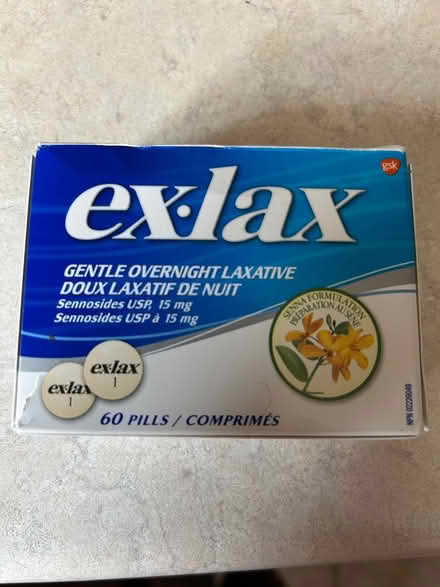 gsk
ex·lax
GENTLE OVERNIGHT LAXATIVE
DOUX LAXATIF DE NUIT
Sennosides USP, 15 mg
Sennosides USP à 15 mg
SENNA FORMULATION
PRÉPARATION AU SÉNÉ
ex·lax
1
ex·lax
1
60 PILLS / COMPRIMÉS